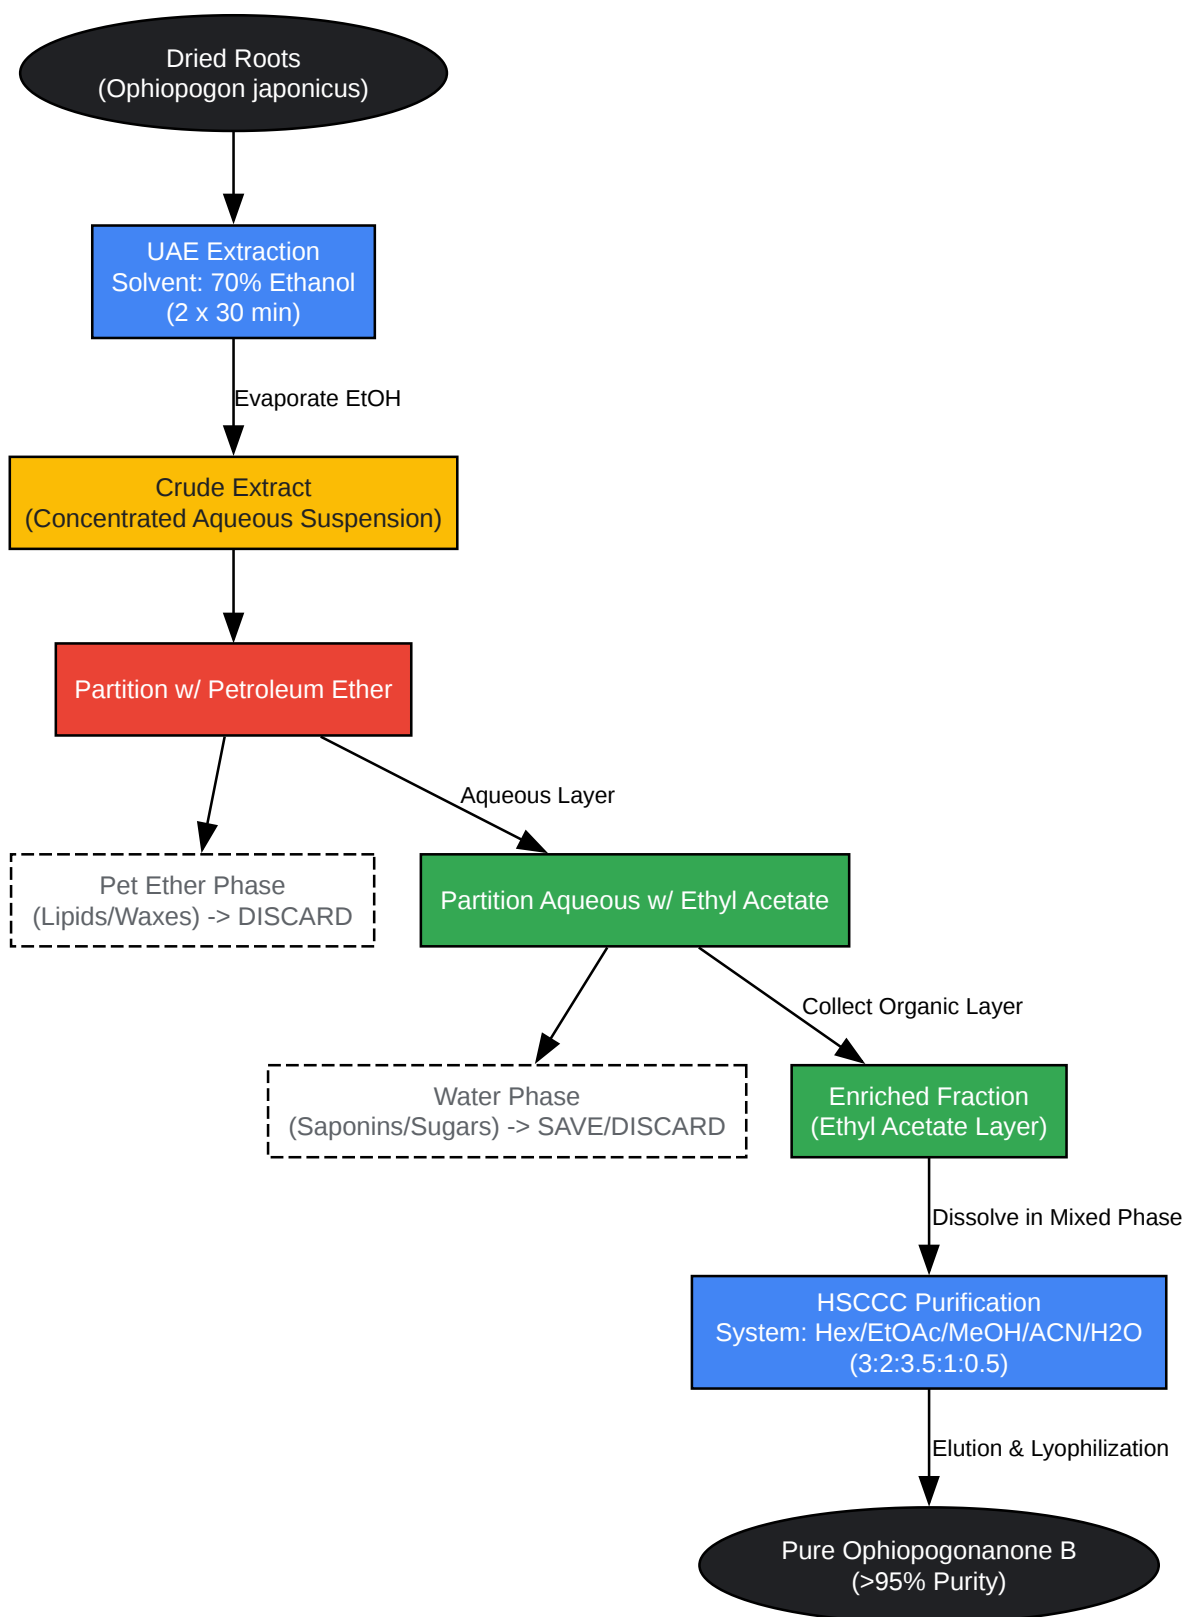 Dried Roots
(Ophiopogon japonicus)
UAE Extraction
Solvent: 70% Ethanol
(2 x 30 min)
Evaporate EtOH
Crude Extract
(Concentrated Aqueous Suspension)
Partition w/ Petroleum Ether
Aqueous Layer
Pet Ether Phase
(Lipids/Waxes) -> DISCARD
Partition Aqueous w/ Ethyl Acetate
Collect Organic Layer
Water Phase
(Saponins/Sugars) -> SAVE/DISCARD
Enriched Fraction
(Ethyl Acetate Layer)
Dissolve in Mixed Phase
HSCCC Purification
System: Hex/EtOAc/MeOH/ACN/H2O
(3:2:3.5:1:0.5)
Elution & Lyophilization
Pure Ophiopogonanone B
(>95% Purity)